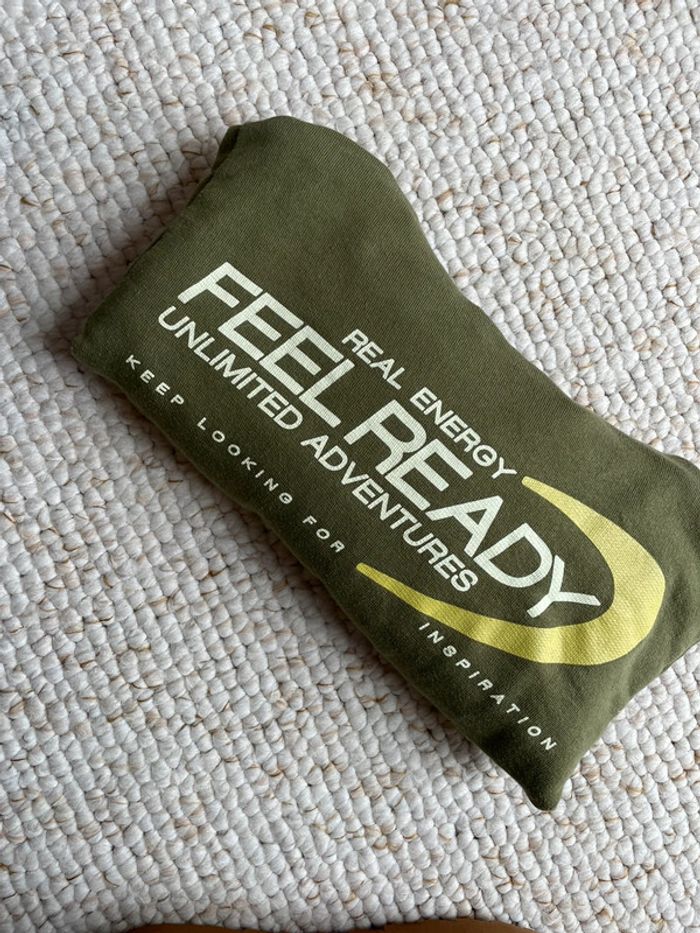 REAL ENERGY
FEEL READY
UNLIMITED ADVENTURES
KEEP LOOKING FOR
INSPIRATION